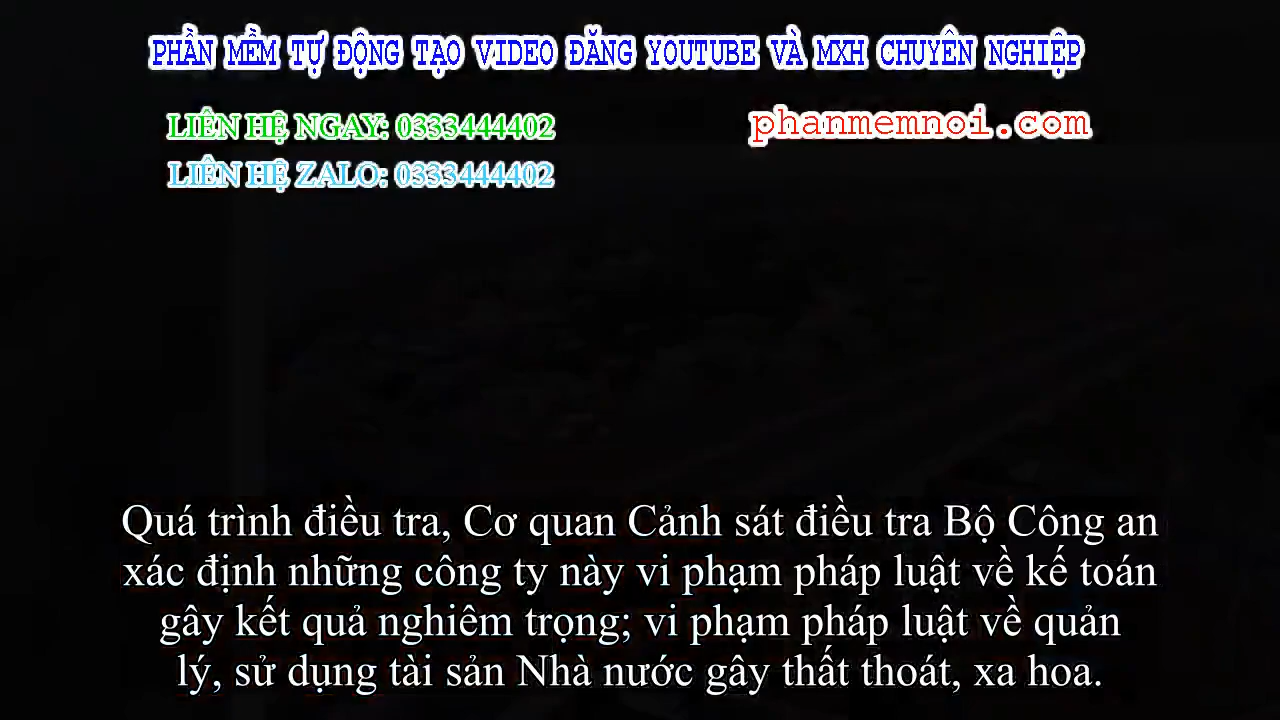 PHẦN MỀM TỰ ĐỘNG TẠO VIDEO ĐĂNG YOUTUBE VÀ MXH CHUYÊN NGHIỆP
LIÊN HỆ NGAY: 0333444402
phanmemnoi.com
LIÊN HỆ ZALO: 0333444402
Quá trình điều tra, Cơ quan Cảnh sát điều tra Bộ Công an
xác định những công ty này vi phạm pháp luật về kế toán
gây kết quả nghiêm trọng; vi phạm pháp luật về quản
lý, sử dụng tài sản Nhà nước gây thất thoát, xa hoa.